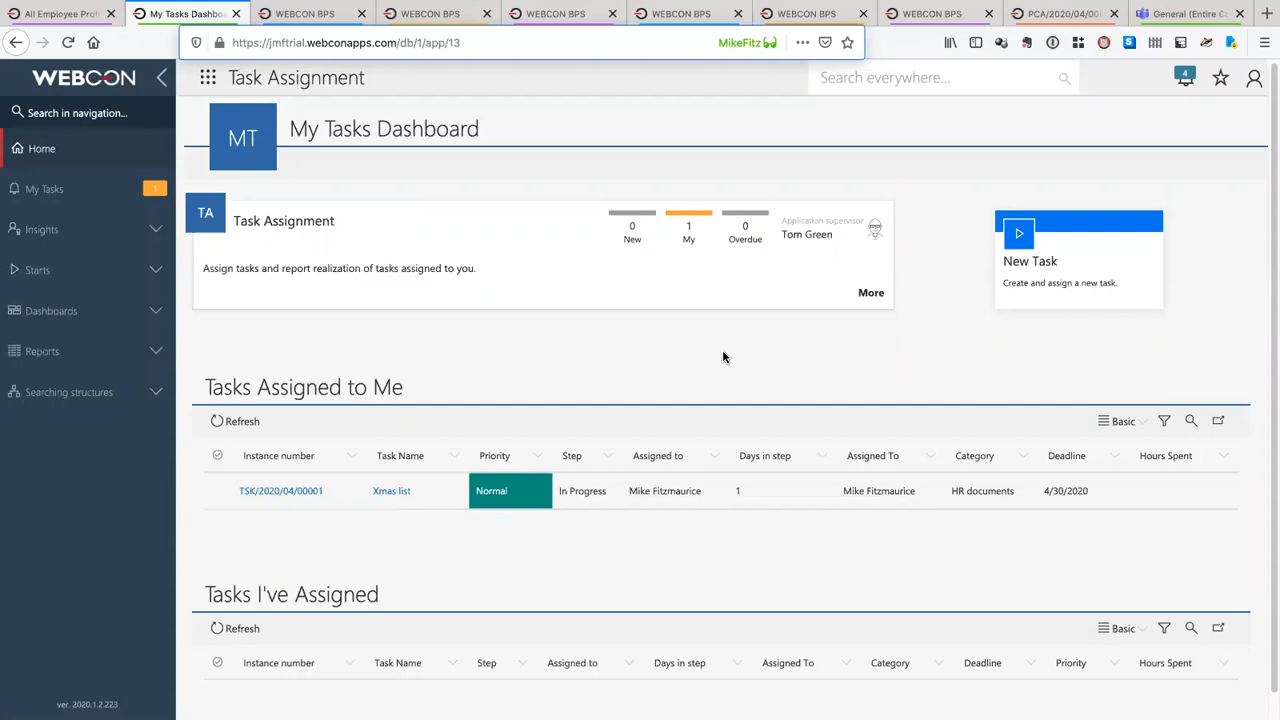 All Employee Prof
My Tasks Dashbo
WEBCON BPS
WEBCON BPS
WEBCON BPS
WEBCON BPS
WEBCON BPS
WEBCON BPS
PCA/2020/04/00
General (Entire C
https://jmftrial.webconapps.com/db/1/app/13
MikeFitz
WEBCON
Task Assignment
Search everywhere...
4
Search in navigation...
Home
My Tasks
1
Insights
Starts
Dashboards
Reports
Searching structures
ver. 2020.1.2.223
MT
My Tasks Dashboard
TA
Task Assignment
0 1 0
New My Overdue
Application supervisor
Tom Green
Assign tasks and report realization of tasks assigned to you.
More
New Task
Create and assign a new task.
Tasks Assigned to Me
Refresh Basic
Instance number Task Name Priority Step Assigned to Days in step Assigned To Category Deadline Hours Spent
TSK/2020/04/00001 Xmas list Normal In Progress Mike Fitzmaurice 1 Mike Fitzmaurice HR documents 4/30/2020
Tasks I've Assigned
Refresh Basic
Instance number Task Name Step Assigned to Days in step Assigned To Category Deadline Priority Hours Spent